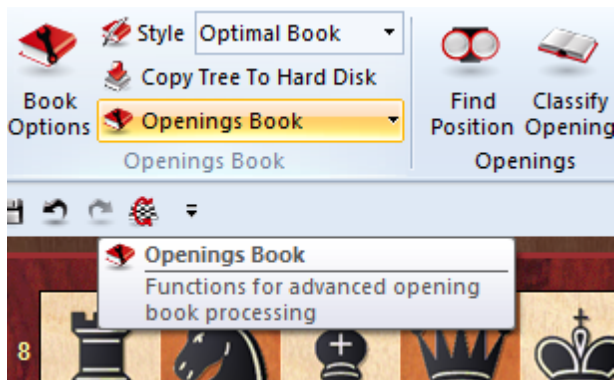 Style Optimal Book
Copy Tree To Hard Disk
Book
Options
Openings Book
Openings Book
Find
Position
Classify
Opening
Openings
Openings Book
Functions for advanced opening
book processing
8